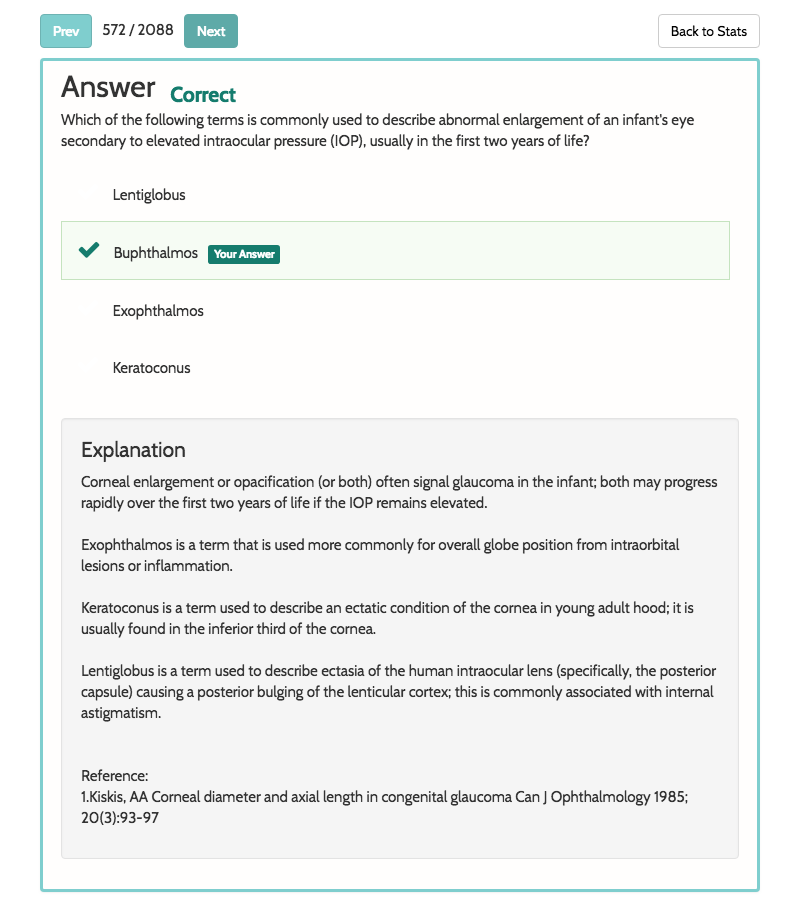 Prev 572 / 2088 Next Back to Stats
Answer Correct
Which of the following terms is commonly used to describe abnormal enlargement of an infant's eye
secondary to elevated intraocular pressure (IOP), usually in the first two years of life?
Lentiglobus
Buphthalmos Your Answer
Exophthalmos
Keratoconus
Explanation
Corneal enlargement or opacification (or both) often signal glaucoma in the infant; both may progress
rapidly over the first two years of life if the IOP remains elevated.
Exophthalmos is a term that is used more commonly for overall globe position from intraorbital
lesions or inflammation.
Keratoconus is a term used to describe an ectatic condition of the cornea in young adult hood; it is
usually found in the inferior third of the cornea.
Lentiglobus is a term used to describe ectasia of the human intraocular lens (specifically, the posterior
capsule) causing a posterior bulging of the lenticular cortex; this is commonly associated with internal
astigmatism.
Reference:
1.Kiskis, AA Corneal diameter and axial length in congenital glaucoma Can J Ophthalmology 1985;
20(3):93-97